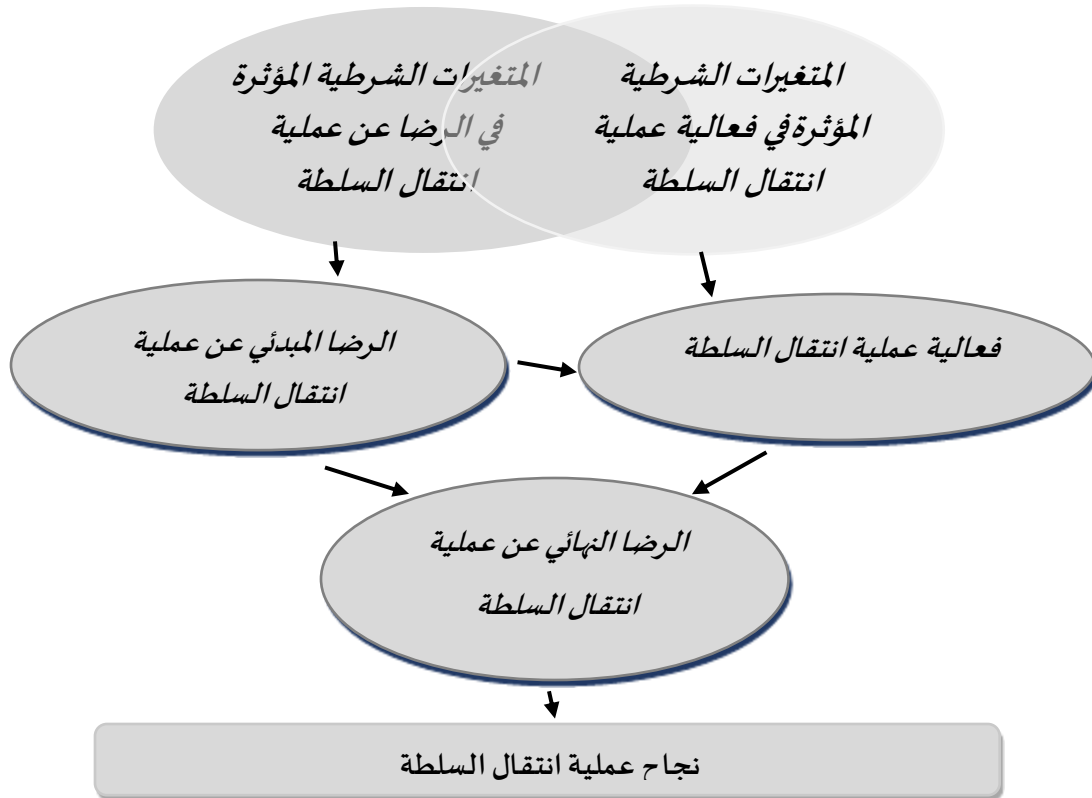 المتغيرات الشرطية
المؤثرة في فعالية عملية
انتقال السلطة
المتغيرات الشرطية المؤثرة
في الرضا عن عملية
انتقال السلطة
فعالية عملية انتقال السلطة
الرضا المبدئي عن عملية
انتقال السلطة
الرضا النهائي عن عملية
انتقال السلطة
نجاح عملية انتقال السلطة